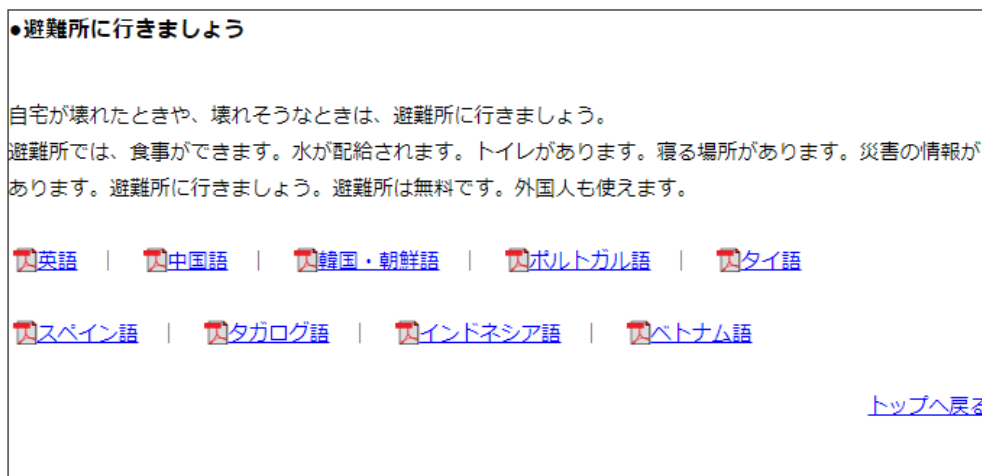 ●避難所に行きましょう
自宅が壊れたときや、壊れそうなときは、避難所に行きましょう。
避難所では、食事ができます。水が配給されます。トイレがあります。寝る場所があります。災害の情報が
あります。避難所に行きましょう。避難所は無料です。外国人も使えます。
英語 ｜ 中国語 ｜ 韓国・朝鮮語 ｜ ポルトガル語 ｜ タイ語
スペイン語 ｜ タガログ語 ｜ インドネシア語 ｜ ベトナム語
トップへ戻る